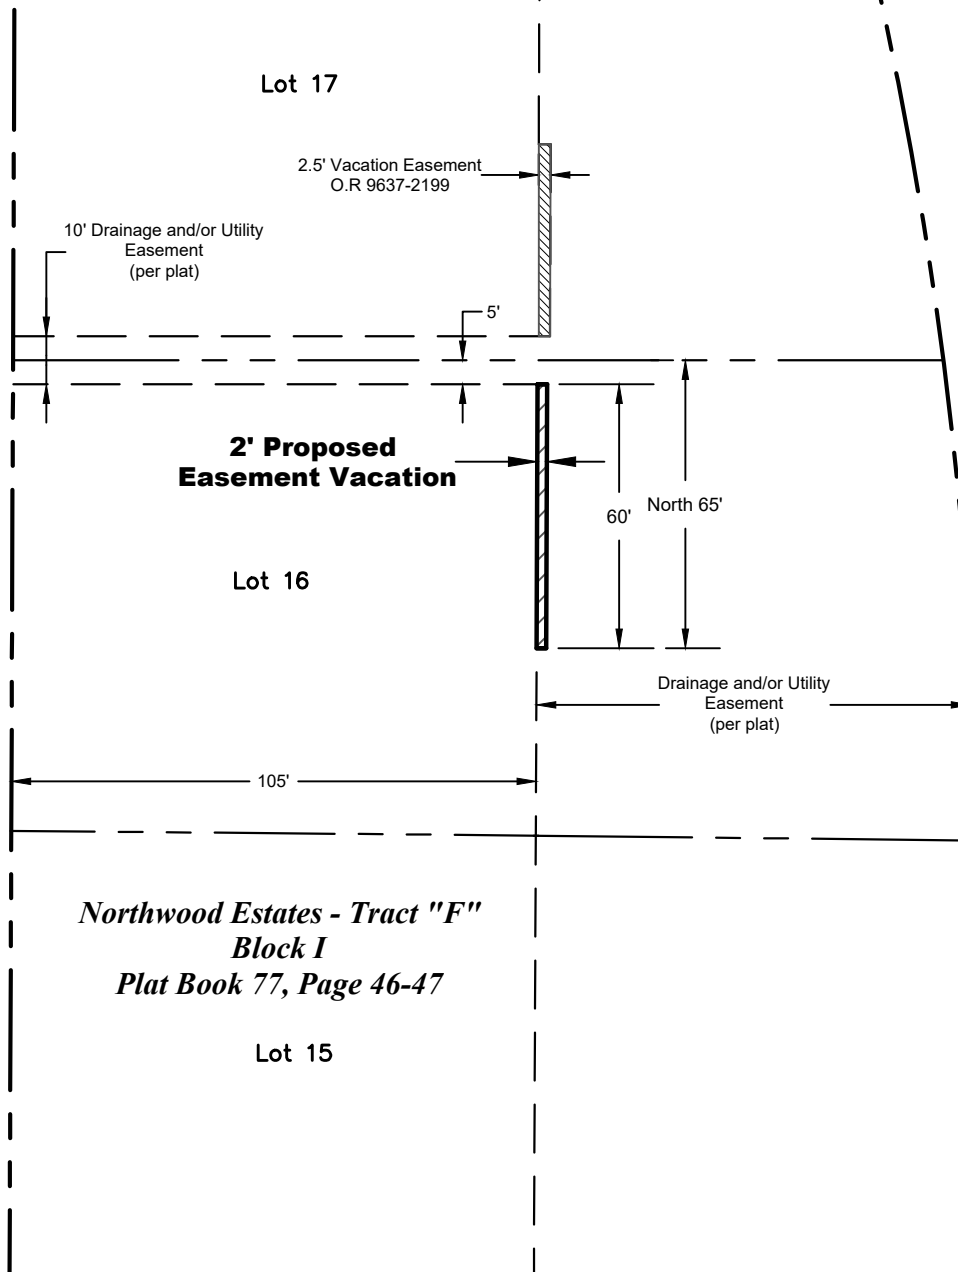 Lot 17
2.5' Vacation Easement
O.R 9637-2199
10' Drainage and/or Utility
Easement
(per plat)
5'
2' Proposed
Easement Vacation
60'
North 65'
Lot 16
Drainage and/or Utility
Easement
(per plat)
105'
Northwood Estates - Tract "F"
Block I
Plat Book 77, Page 46-47
Lot 15